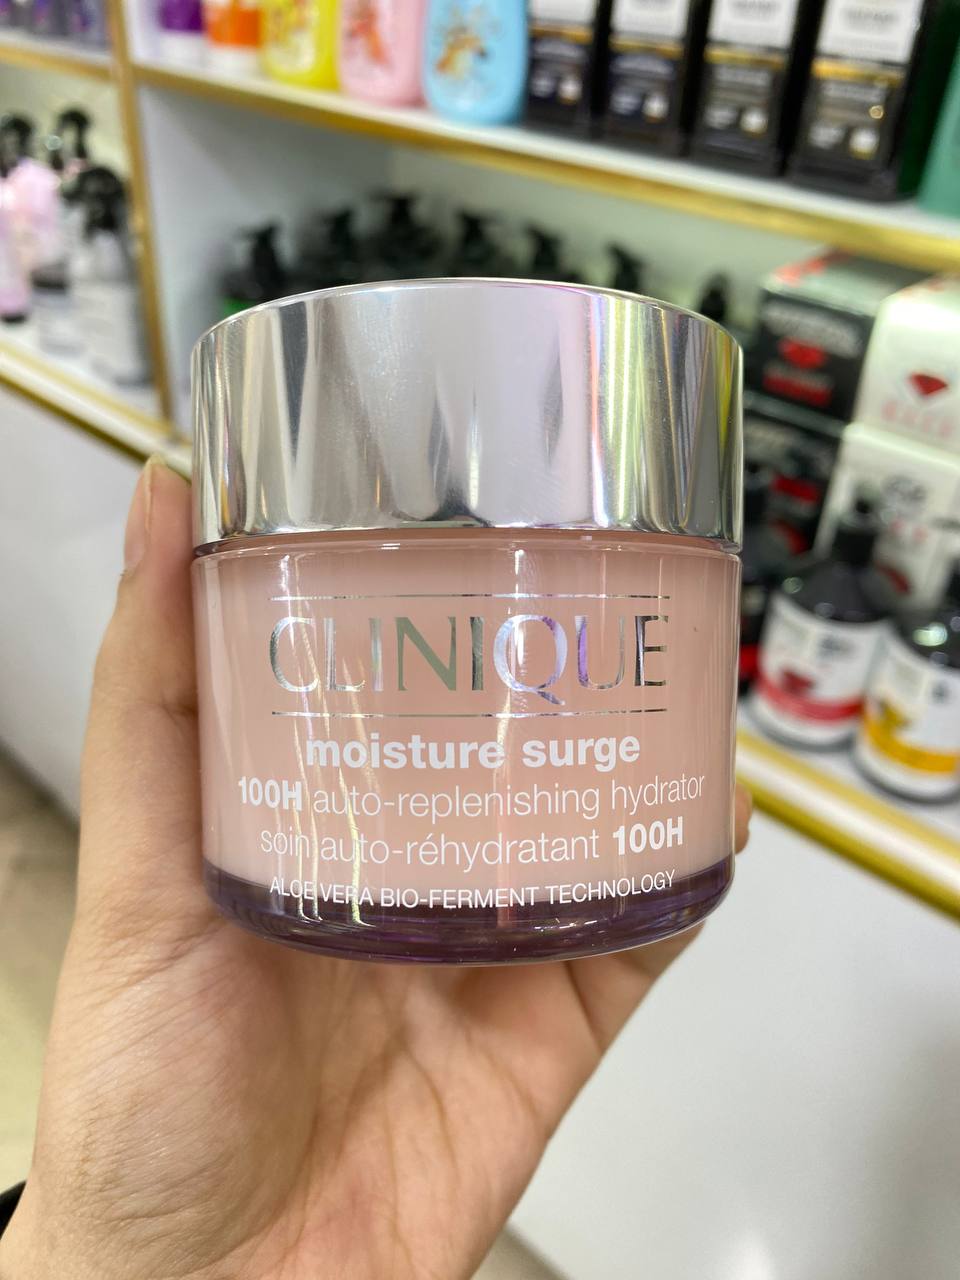 CLINIQUE
moisture surge
100H auto-replenishing hydrator
soin auto-réhydratant 100H
ALOE VERA BIO-FERMENT TECHNOLOGY